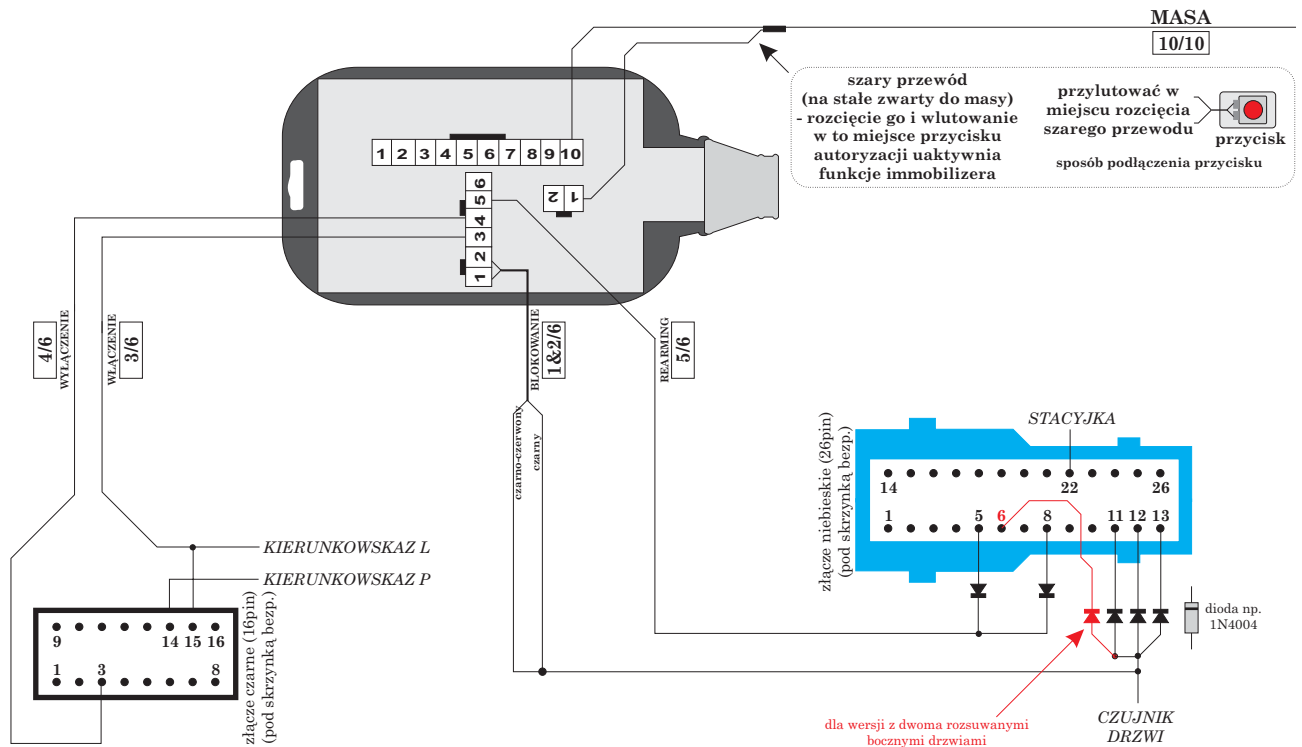 MASA
10/10
szary przewód
(na stałe zwarty do masy)
- rozcięcie go i wlutowanie
w to miejsce przycisku
autoryzacji uaktywnia
funkcje immobilizera
przylutować w
miejscu rozcięcia
szarego przewodu
przycisk
sposób podłączenia przycisku
1 2 3 4 5 6 7 8 9 10
1 2 3 4 5 6
2 1
4/6
WYŁĄCZENIE
WŁĄCZENIE
3/6
BLOKOWANIE
1&2/6
REARMING
5/6
czarno-czerwony
czarny
KIERUNKOWSKAZ L
KIERUNKOWSKAZ P
9 14 15 16
1 3 8
złącze czarne (16pin)
(pod skrzynką bezp.)
złącze niebieskie (26pin)
(pod skrzynką bezp.)
STACYJKA
14 22 26
1 5 6 8 11 12 13
dioda np.
1N4004
dla wersji z dwoma rozsuwanymi
bocznymi drzwiami
CZUJNIK
DRZWI